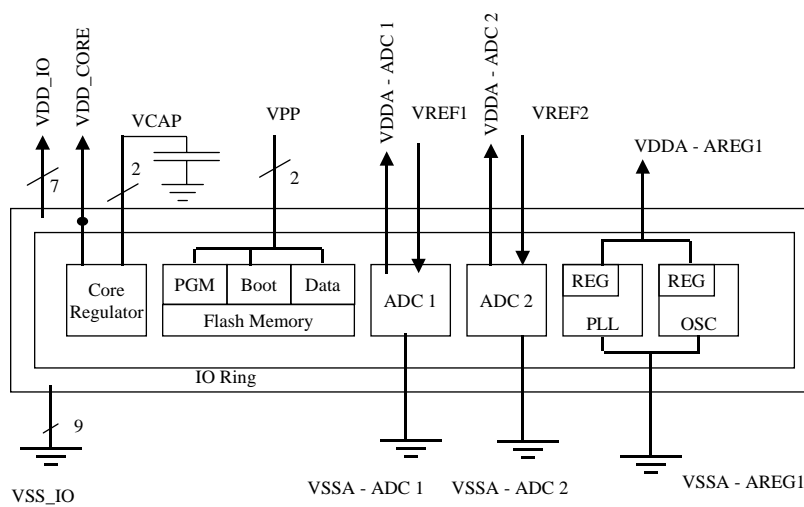 VDD_IO
VDD_CORE
VCAP
VPP
VDDA - ADC 1
VREF1
VDDA - ADC 2
VREF2
VDDA - AREG1
7
2
2
Core
Regulator
PGM
Boot
Data
Flash Memory
ADC 1
ADC 2
REG
PLL
REG
OSC
IO Ring
9
VSS_IO
VSSA - ADC 1
VSSA - ADC 2
VSSA - AREG1